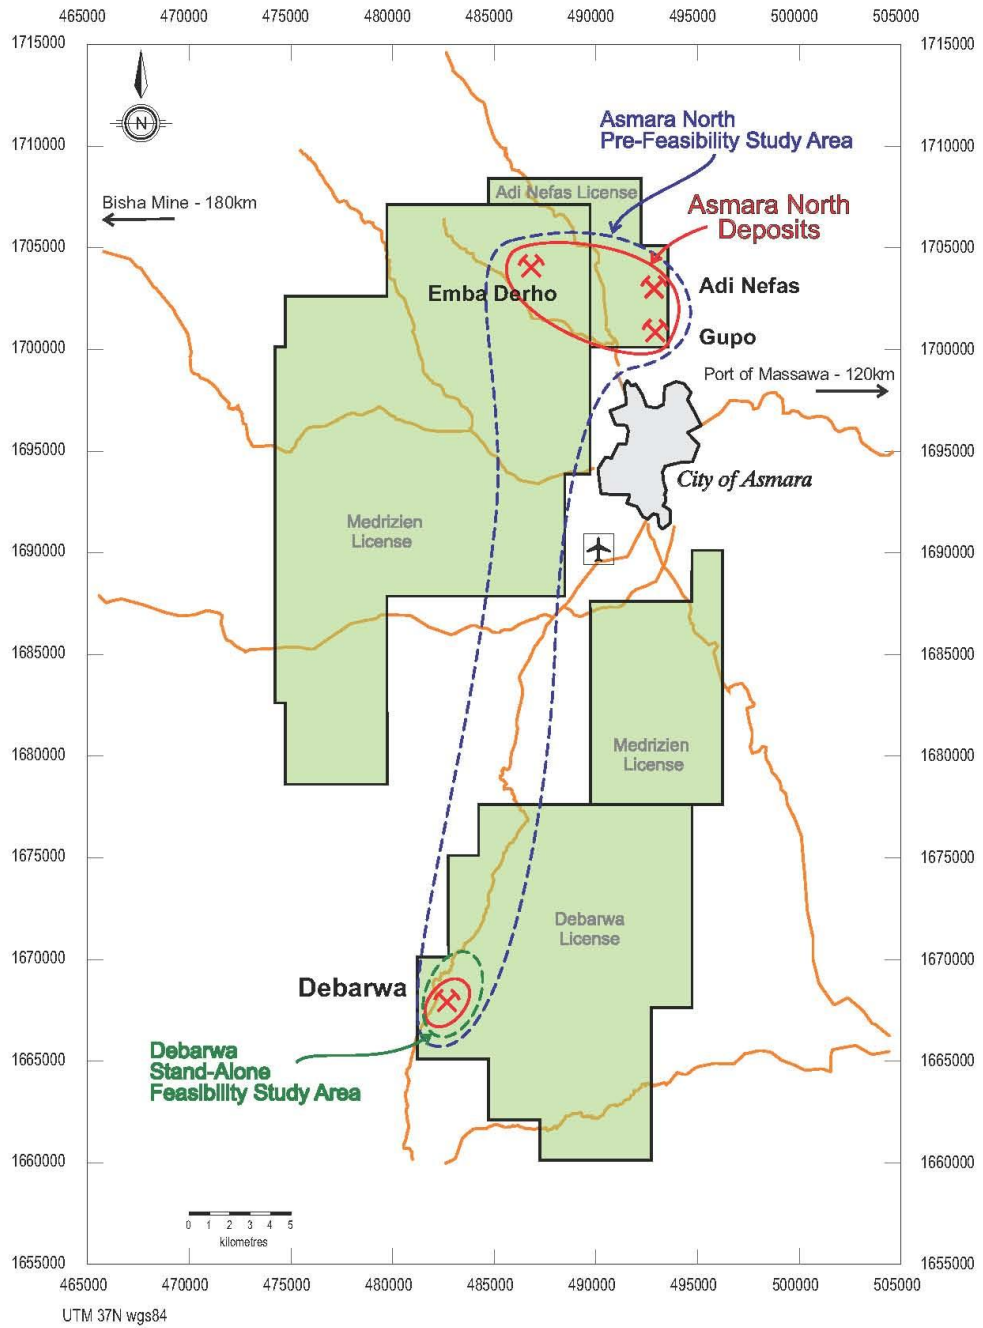 465000 470000 475000 480000 485000 490000 495000 500000 505000
1715000 1715000
N
Asmara North
Pre-Feasibility Study Area
1710000 1710000
Adi Nefas License
Bisha Mine - 180km
Asmara North
Deposits
1705000 1705000
Emba Derho
Adi Nefas
Gupo
1700000 1700000
Port of Massawa - 120km
1695000 1695000
City of Asmara
Medrizien
License
1690000 1690000
1685000 1685000
Medrizien
License
1680000 1680000
1675000 1675000
Debarwa
License
1670000 1670000
Debarwa
1665000 1665000
Debarwa
Stand-Alone
Feasibility Study Area
1660000 1660000
0 1 2 3 4 5
kilometres
1655000 1655000
465000 470000 475000 480000 485000 490000 495000 500000 505000
UTM 37N wgs84